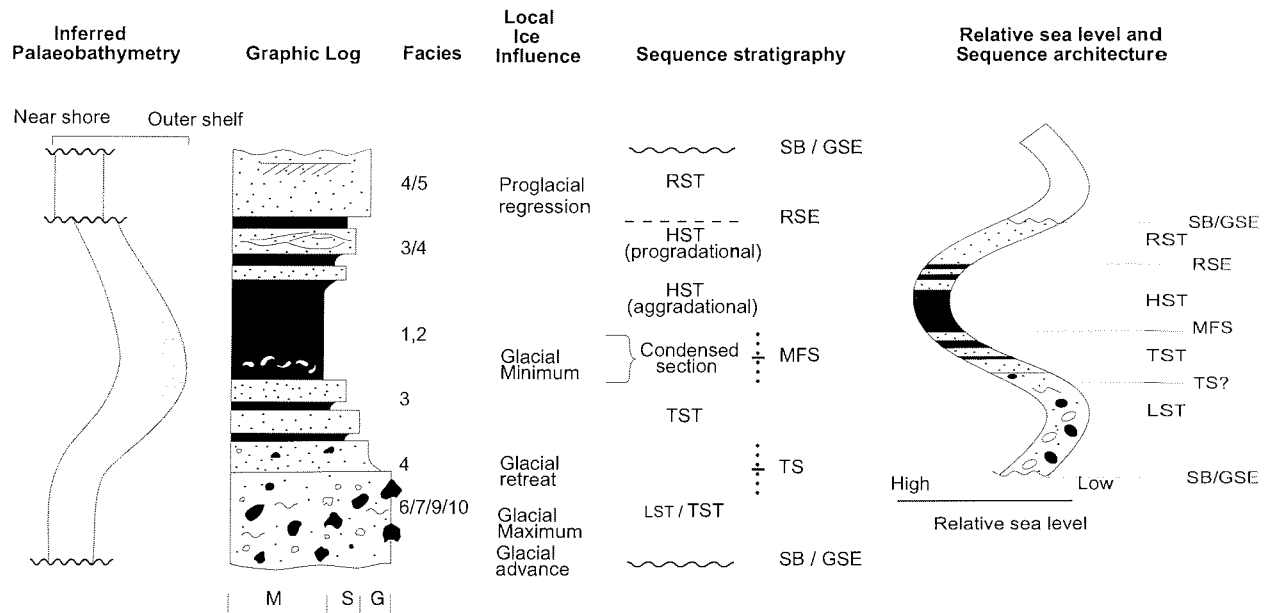 Inferred
Palaeobathymetry
Graphic Log
Facies
Local
Ice
Influence
Sequence stratigraphy
Relative sea level and
Sequence architecture
Near shore
Outer shelf
4/5
3/4
1,2
3
4
6/7/9/10
M
S
G
Proglacial
regression
Glacial
Minimum
Glacial
retreat
Glacial
Maximum
Glacial
advance
SB / GSE
RST
RSE
HST
(progradational)
HST
(aggradational)
Condensed
section
MFS
TST
TS
LST / TST
SB / GSE
SB/GSE
RST
RSE
HST
MFS
TST
TS?
LST
SB/GSE
High
Low
Relative sea level